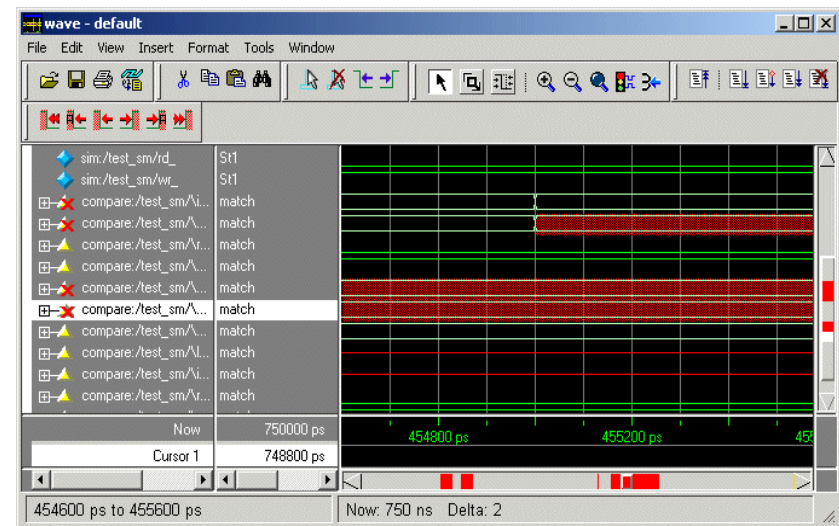 wave - default
File Edit View Insert Format Tools Window
sim:/test_sm/rd_ St1
sim:/test_sm/wr_ St1
compare:/test_sm/\i... match
compare:/test_sm/\... match
compare:/test_sm/\r... match
compare:/test_sm/\... match
compare:/test_sm/\... match
compare:/test_sm/\... match
compare:/test_sm/\... match
compare:/test_sm/\l... match
compare:/test_sm/\i... match
compare:/test_sm/\r... match
Now 750000 ps 454800 ps 455200 ps 455
Cursor 1 748800 ps
454600 ps to 455600 ps Now: 750 ns Delta: 2